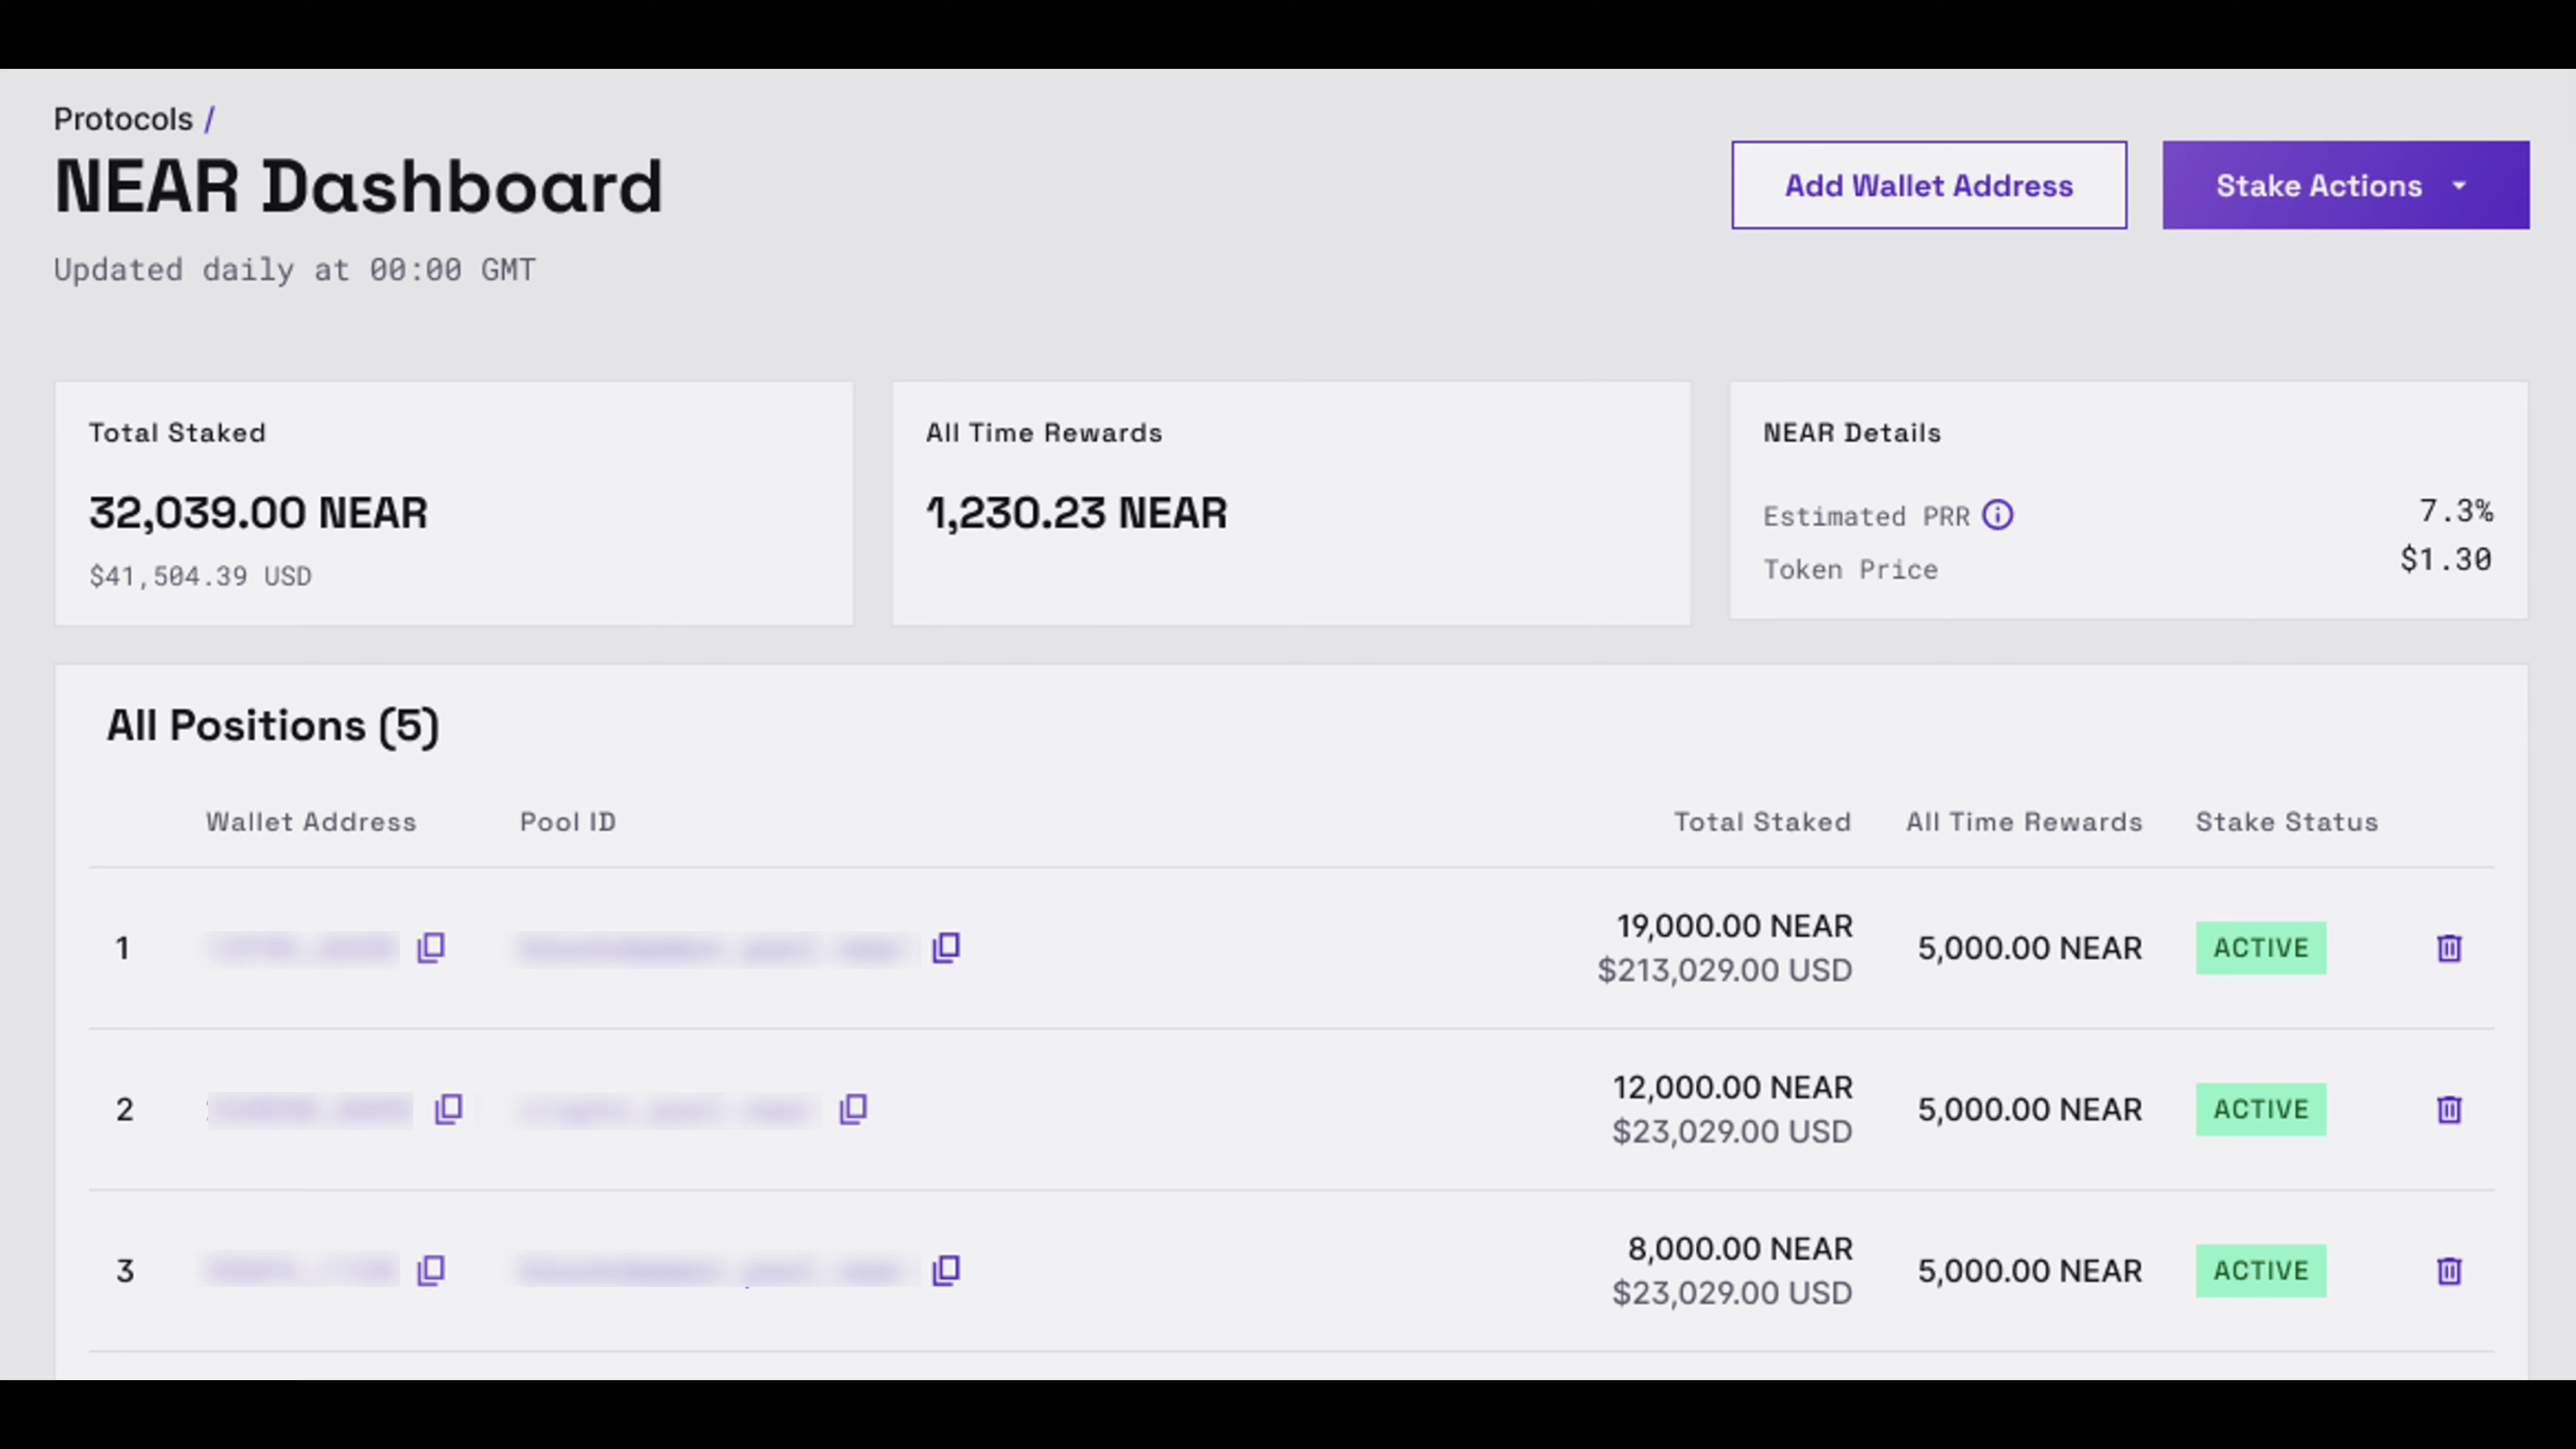 Protocols /
NEAR Dashboard
Updated daily at 00:00 GMT
Add Wallet Address
Stake Actions
Total Staked
32,039.00 NEAR
$41,504.39 USD
All Time Rewards
1,230.23 NEAR
NEAR Details
Estimated PRR
7.3%
Token Price
$1.30
All Positions (5)
Wallet Address Pool ID Total Staked All Time Rewards Stake Status
1 19,000.00 NEAR 5,000.00 NEAR ACTIVE
$213,029.00 USD
2 12,000.00 NEAR 5,000.00 NEAR ACTIVE
$23,029.00 USD
3 8,000.00 NEAR 5,000.00 NEAR ACTIVE
$23,029.00 USD